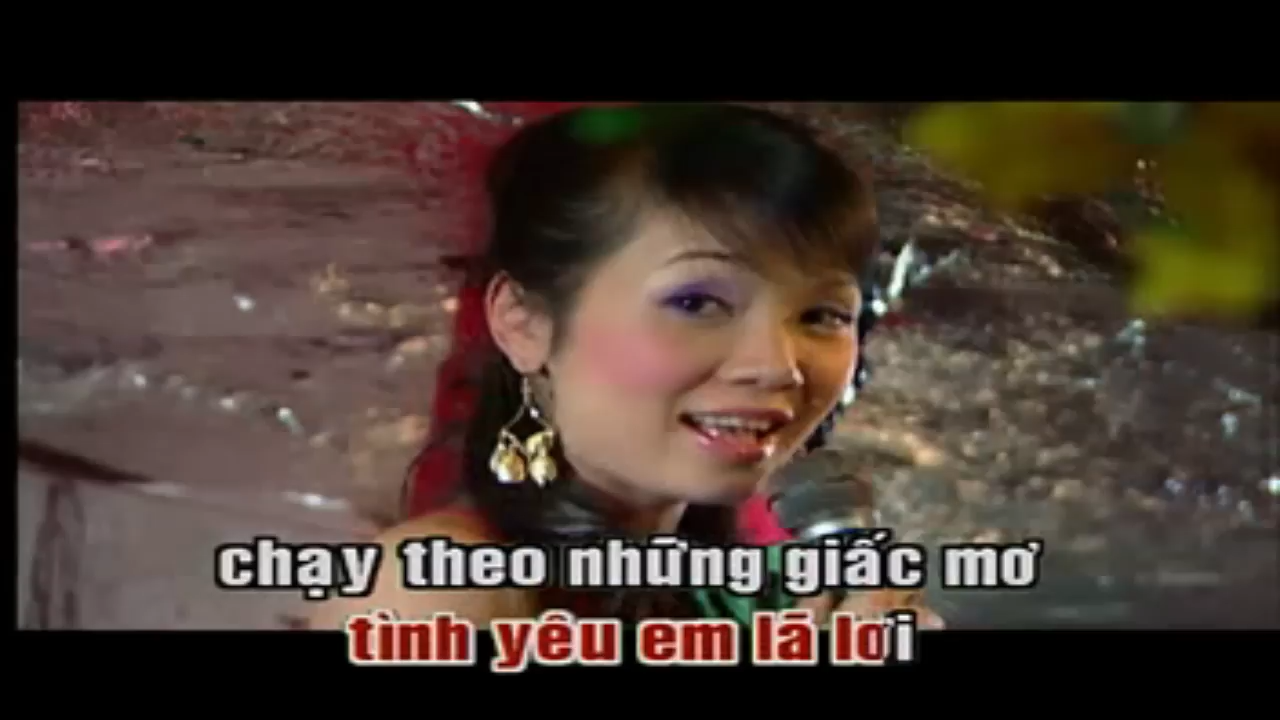 chạy theo những giấc mơ
tình yêu em lã lơi